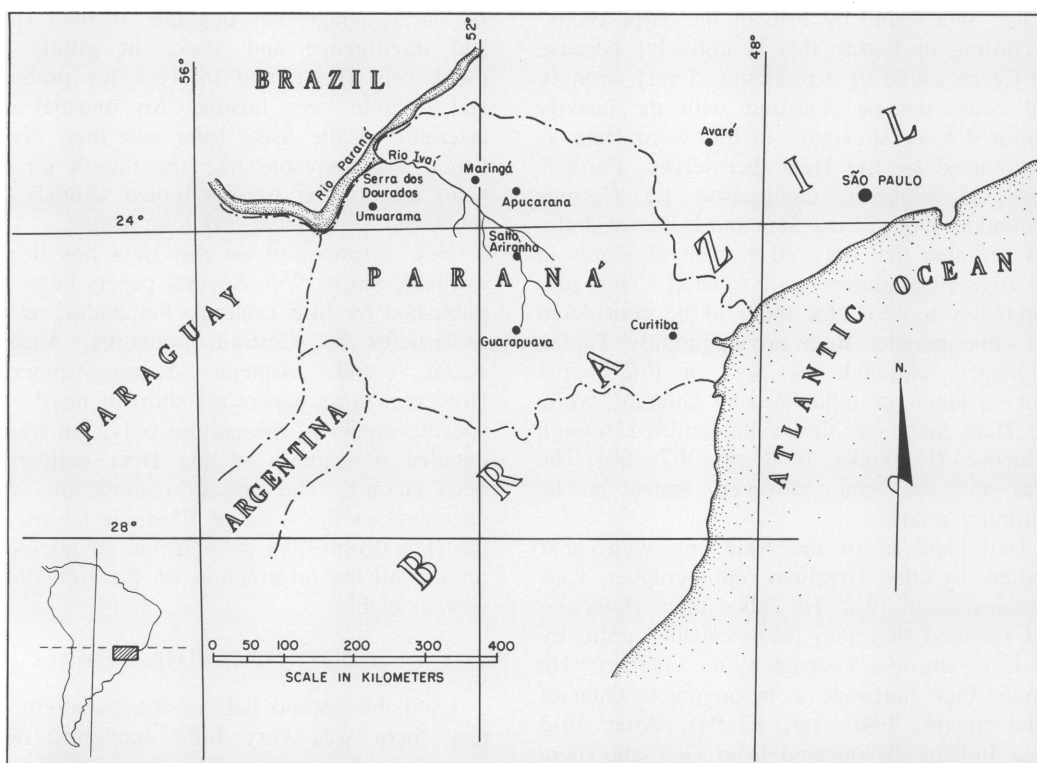 52°
48°
56°
BRAZIL
Avaré
Rio Paraná
Rio Ivaí
Maringá
SÃO PAULO
Serra dos
Dourados
Apucarana
Umuarama
24°
Salto
Ariranha
PARANÁ
ATLANTIC OCEAN
PARAGUAY
Curitiba
Guarapuava
N.
ARGENTINA
BRAZIL
28°
0 50 100 200 300 400
SCALE IN KILOMETERS